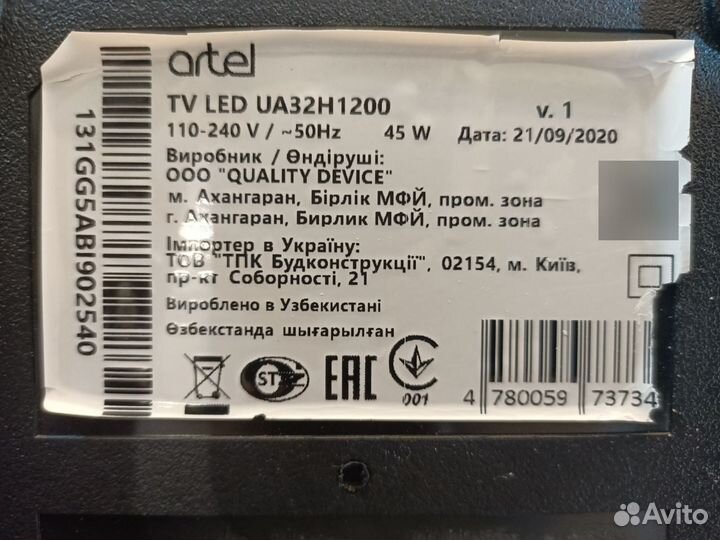 artel
TV LED UA32H1200 v. 1
110-240 V / ~50Hz 45 W Дата: 21/09/2020
Виробник / Өндіруші:
ООО "QUALITY DEVICE"
м. Ахангаран, Бірлік МФЙ, пром. зона
г. Ахангаран, Бирлик МФЙ, пром. зона
Імпортер в Україну:
ТОВ "ТПК Будконструкції", 02154, м. Київ,
пр-кт Соборності, 21
Вироблено в Узбекистані
Өзбекстанда шығарылған
131GG5ABI902540
ST
EAC
001
4 780059 73734
Avito